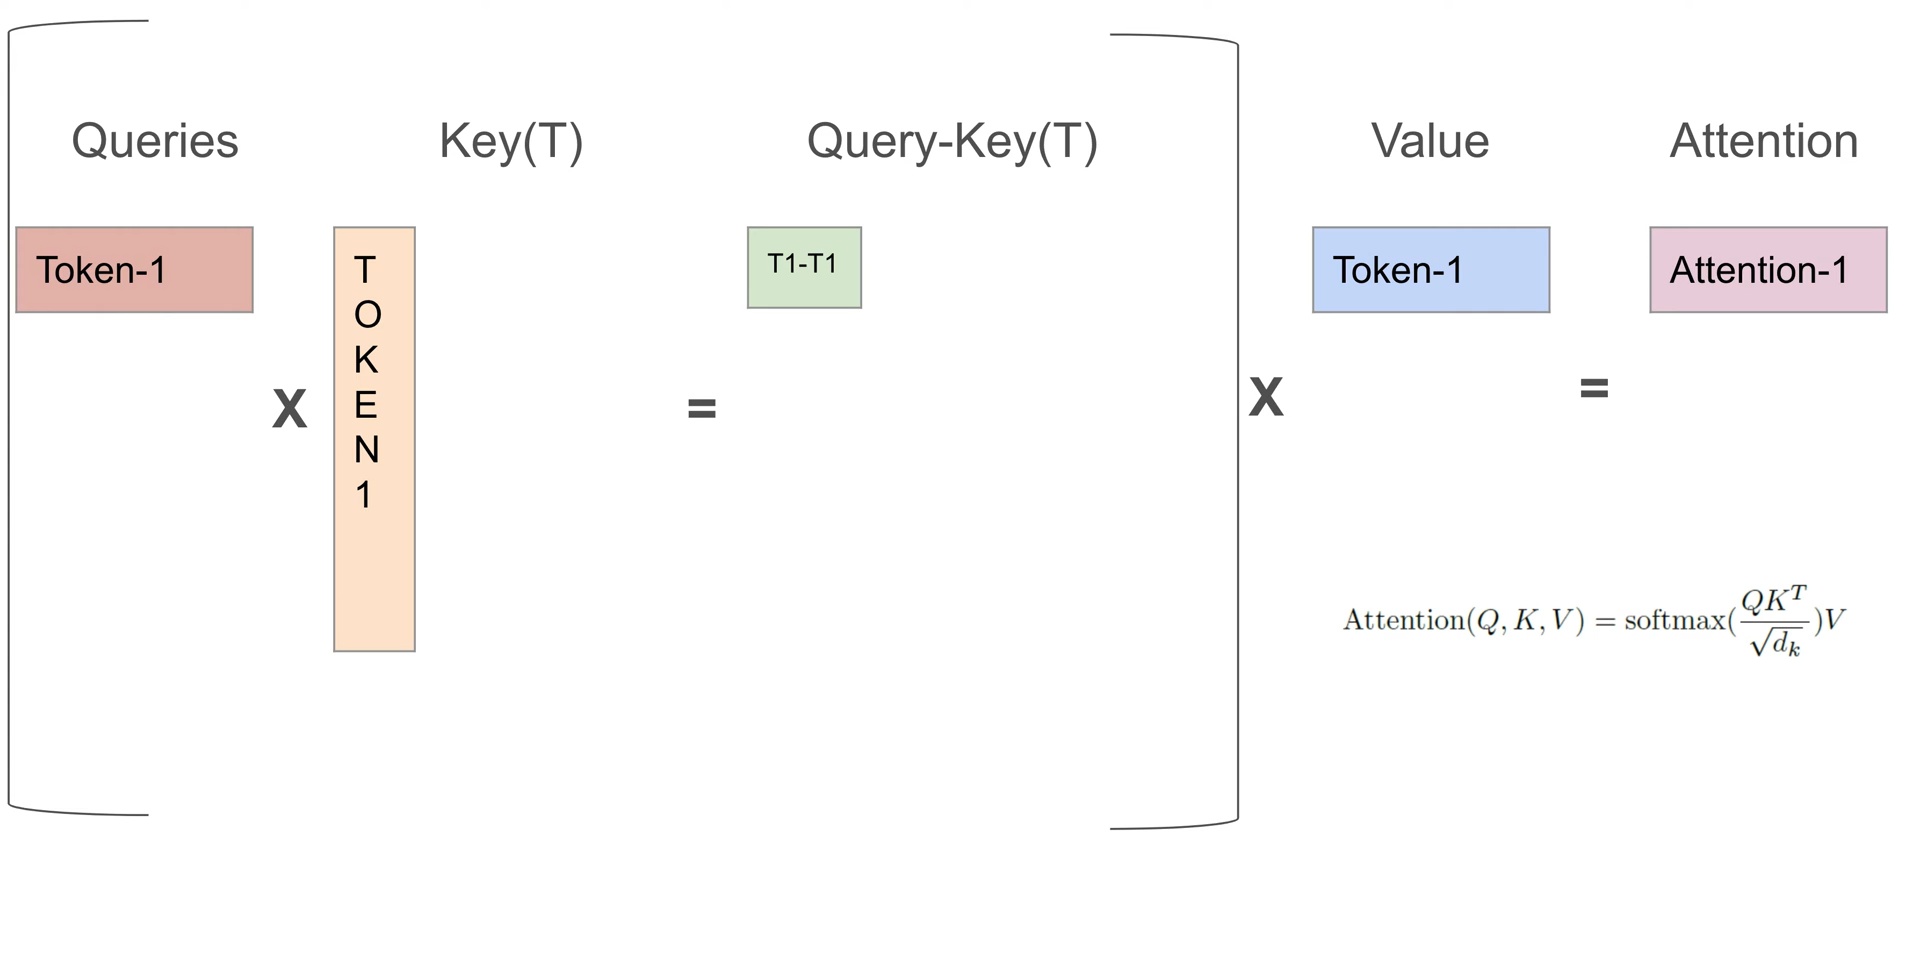 Queries
Key(T)
Query-Key(T)
Value
Attention
Token-1
X
T
O
K
E
N
1
=
T1-T1
X
Token-1
=
Attention-1
Attention(Q, K, V) = softmax(QK^T/√d_k)V